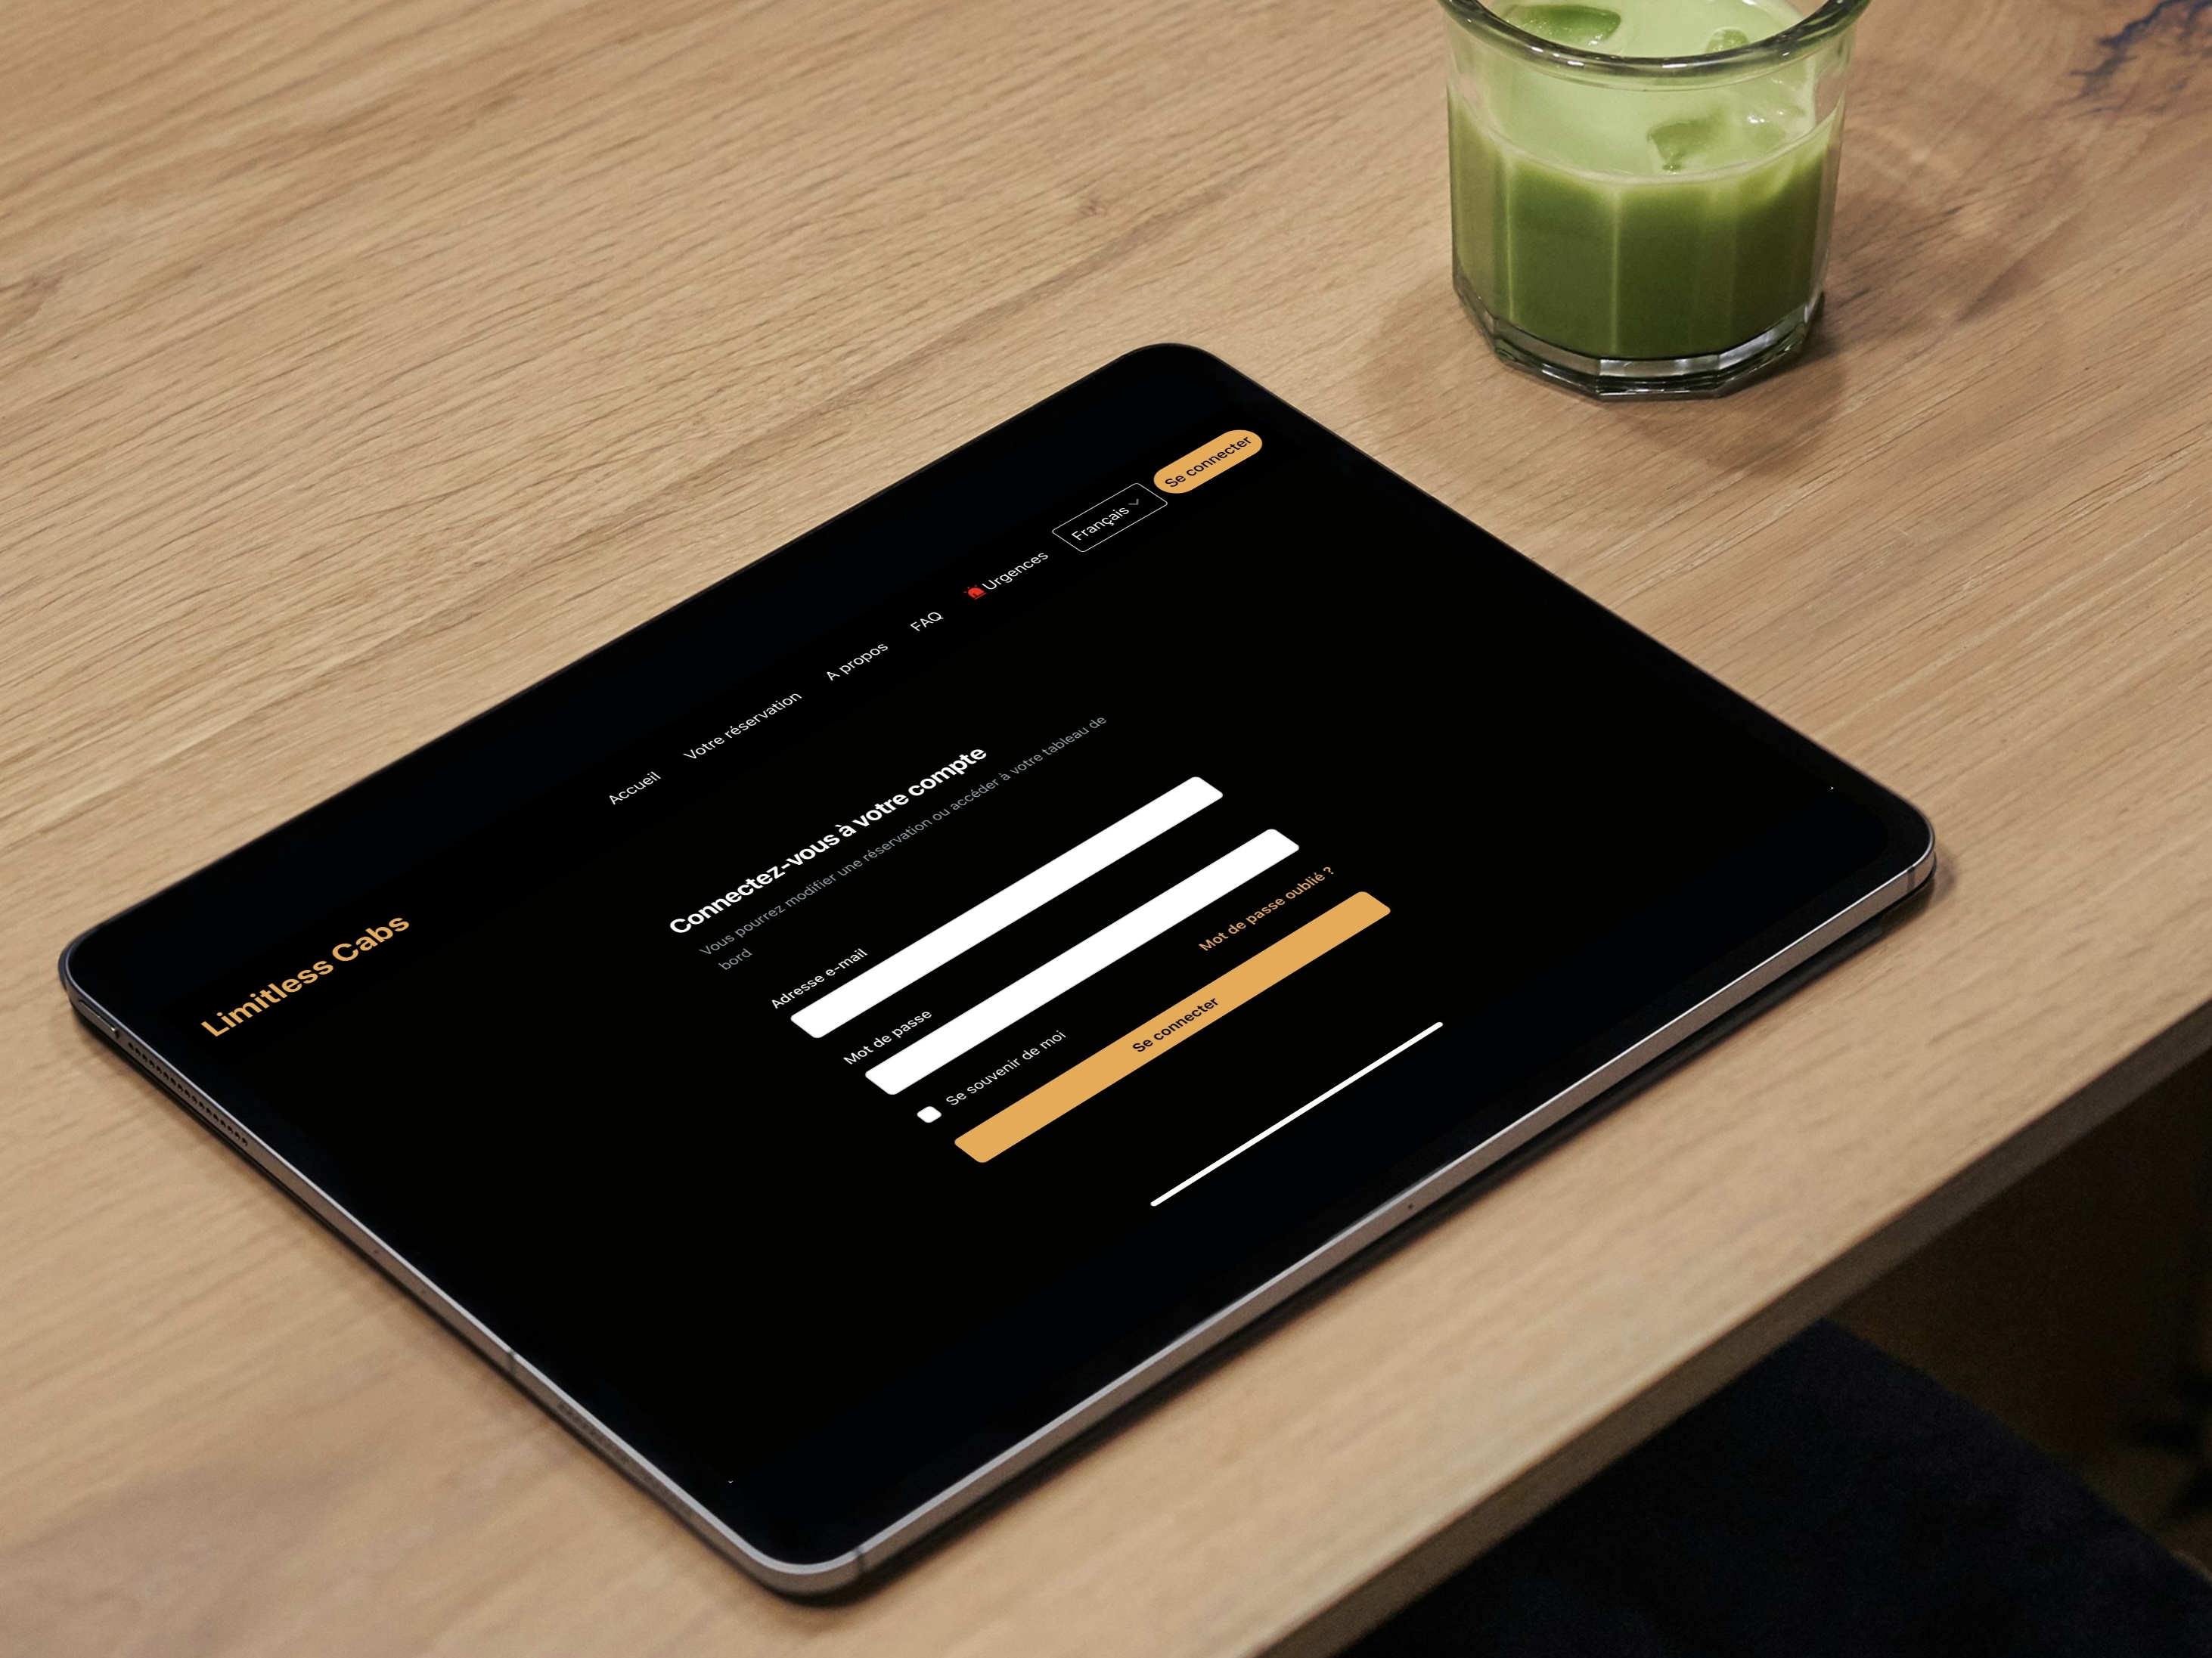 Limitless Cabs
Accueil
Votre réservation
A propos
FAQ
Urgences
Français
Se connecter
Connectez-vous à votre compte
Vous pourrez modifier une réservation ou accéder à votre tableau de
bord
Adresse e-mail
Mot de passe
Se souvenir de moi
Mot de passe oublié ?
Se connecter